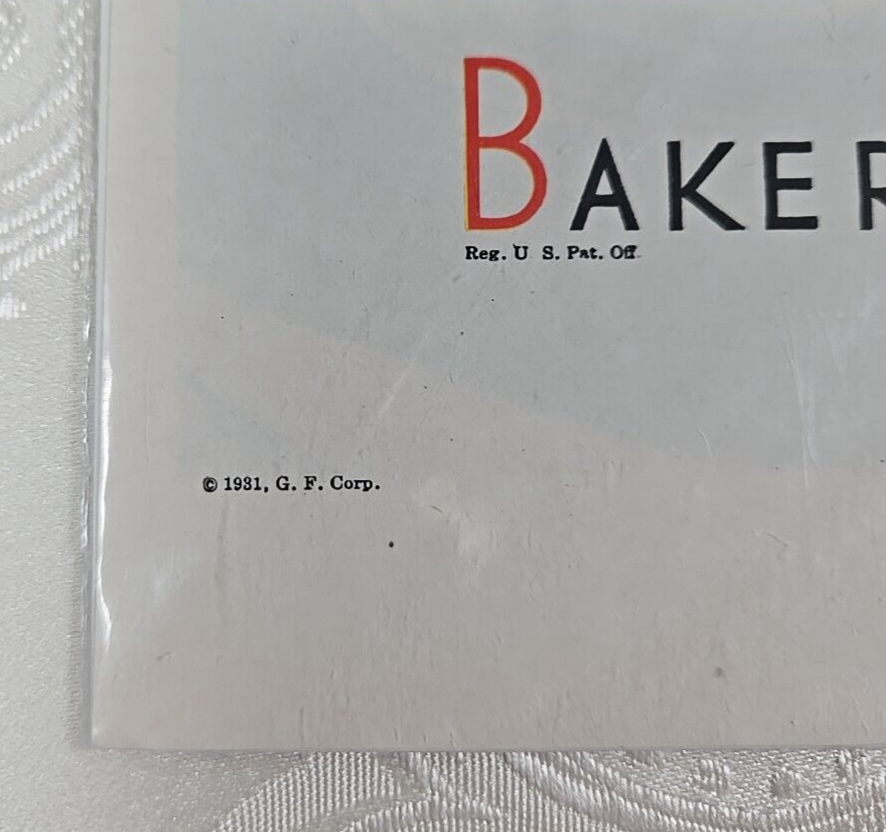 BAKER
Reg. U S. Pat. Off.
© 1931, G. F. Corp.